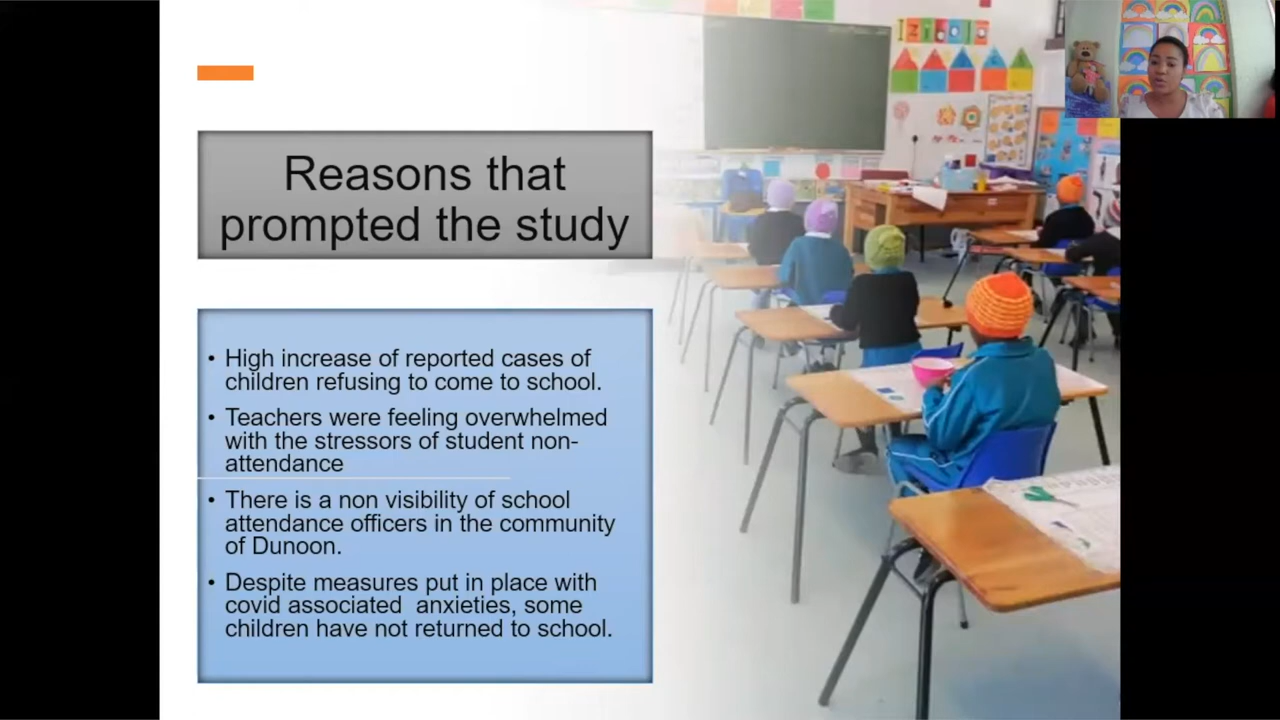 Reasons that
prompted the study
• High increase of reported cases of
children refusing to come to school.
• Teachers were feeling overwhelmed
with the stressors of student non-
attendance
• There is a non visibility of school
attendance officers in the community
of Dunoon.
• Despite measures put in place with
covid associated  anxieties, some
children have not returned to school.